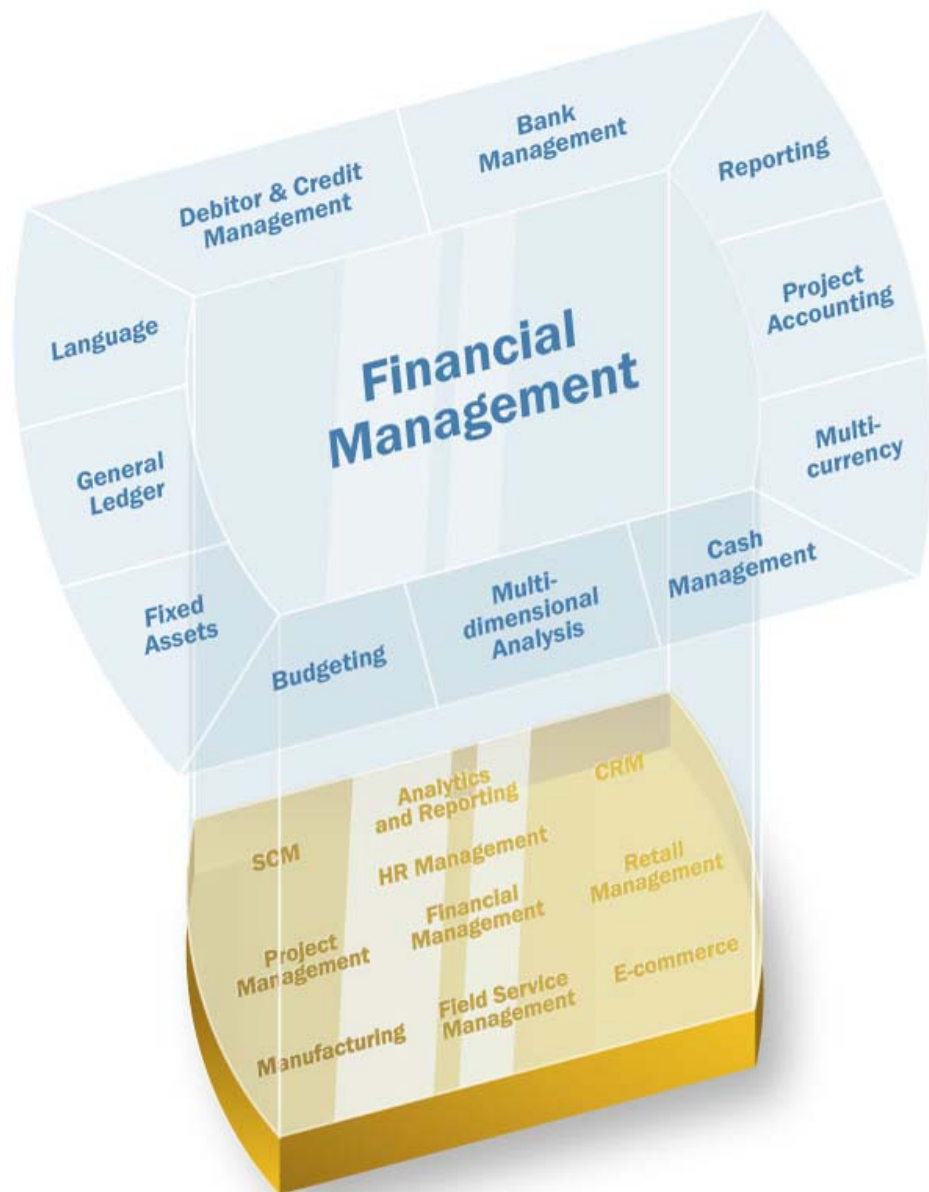 Bank
Management
Debitor & Credit
Management
Reporting
Language
Project
Accounting
Financial
Management
General
Ledger
Multi-
currency
Fixed
Assets
Budgeting
Multi-
dimensional
Analysis
Cash
Management
Analytics
and Reporting
CRM
SCM
HR Management
Retail
Management
Financial
Management
Project
Management
E-commerce
Field Service
Management
Manufacturing